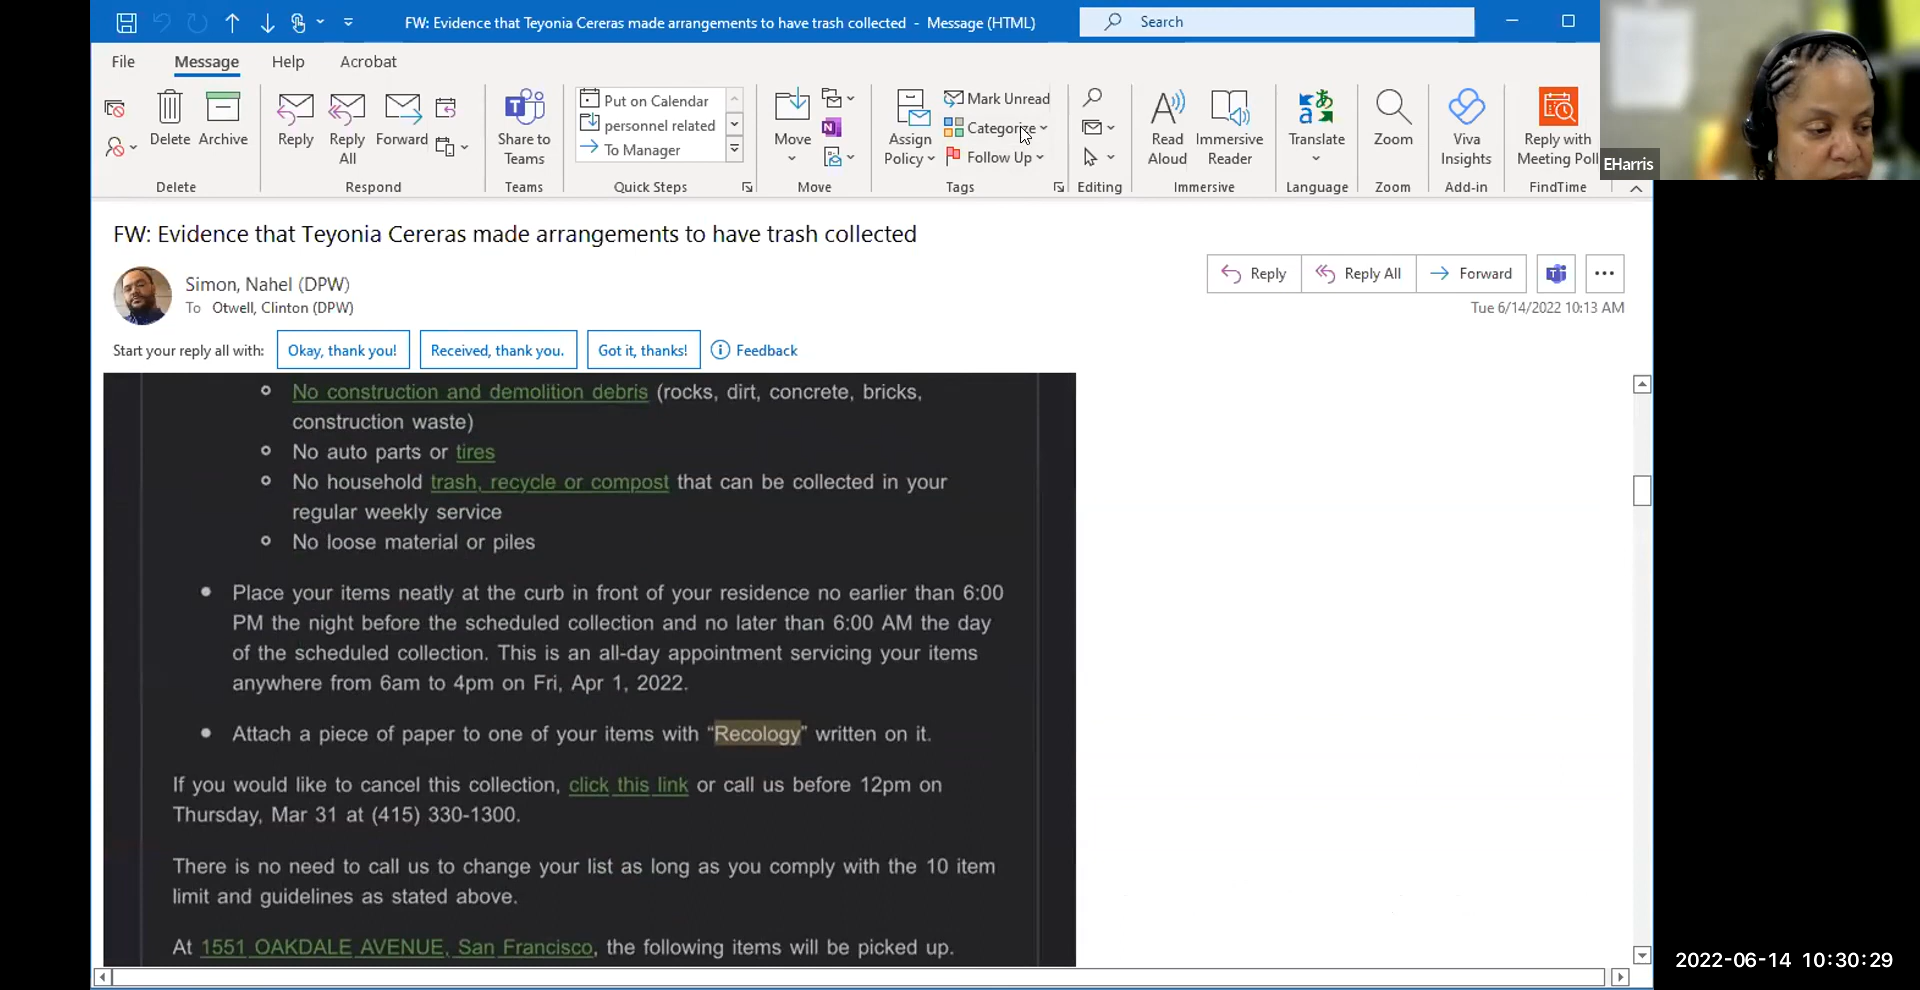 FW: Evidence that Teyonia Cereras made arrangements to have trash collected - Message (HTML)
Search
File Message Help Acrobat
Delete Archive
Delete
Reply Reply All Forward
Respond
Share to Teams
Teams
Put on Calendar
personnel related
To Manager
Quick Steps
Move
Move
Assign Policy
Mark Unread
Categorize
Follow Up
Tags
Editing
Read Aloud
Immersive Reader
Immersive
Translate
Language
Zoom
Zoom
Viva Insights
Add-in
Reply with Meeting Poll
FindTime
EHarris
FW: Evidence that Teyonia Cereras made arrangements to have trash collected
Simon, Nahel (DPW)
To Otwell, Clinton (DPW)
Reply Reply All Forward
Tue 6/14/2022 10:13 AM
Start your reply all with: Okay, thank you! Received, thank you. Got it, thanks! Feedback
No construction and demolition debris (rocks, dirt, concrete, bricks,
construction waste)
No auto parts or tires
No household trash, recycle or compost that can be collected in your
regular weekly service
No loose material or piles
Place your items neatly at the curb in front of your residence no earlier than 6:00
PM the night before the scheduled collection and no later than 6:00 AM the day
of the scheduled collection. This is an all-day appointment servicing your items
anywhere from 6am to 4pm on Fri, Apr 1, 2022.
Attach a piece of paper to one of your items with “Recology” written on it.
If you would like to cancel this collection, click this link or call us before 12pm on
Thursday, Mar 31 at (415) 330-1300.
There is no need to call us to change your list as long as you comply with the 10 item
limit and guidelines as stated above.
At 1551 OAKDALE AVENUE, San Francisco, the following items will be picked up.
2022-06-14 10:30:29